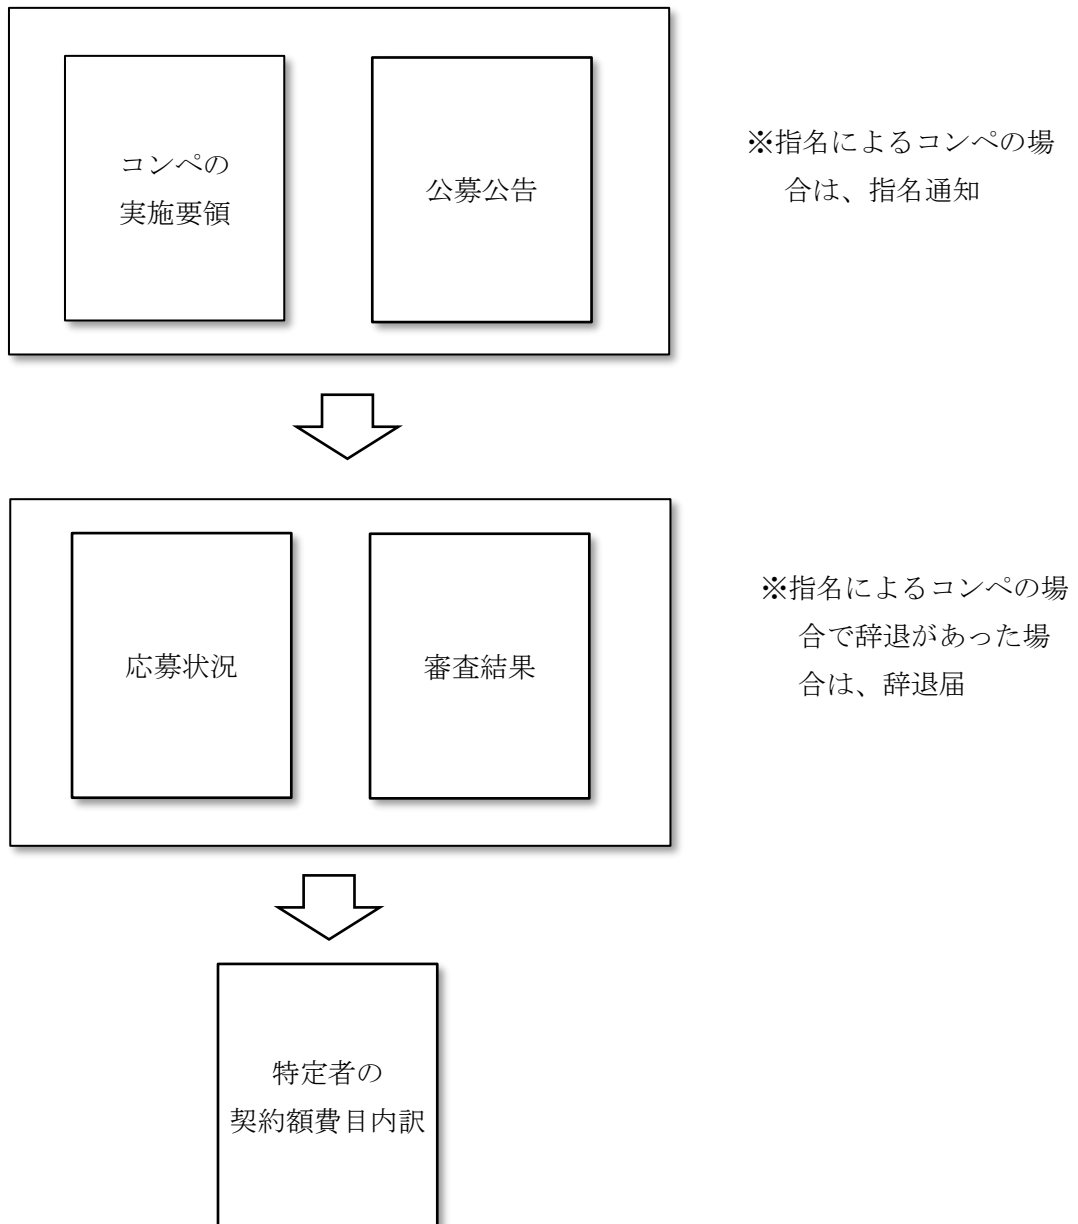 コンペの
実施要領
公募公告
※指名によるコンペの場
合は、指名通知
応募状況
審査結果
※指名によるコンペの場
合で辞退があった場
合は、辞退届
特定者の
契約額費目内訳